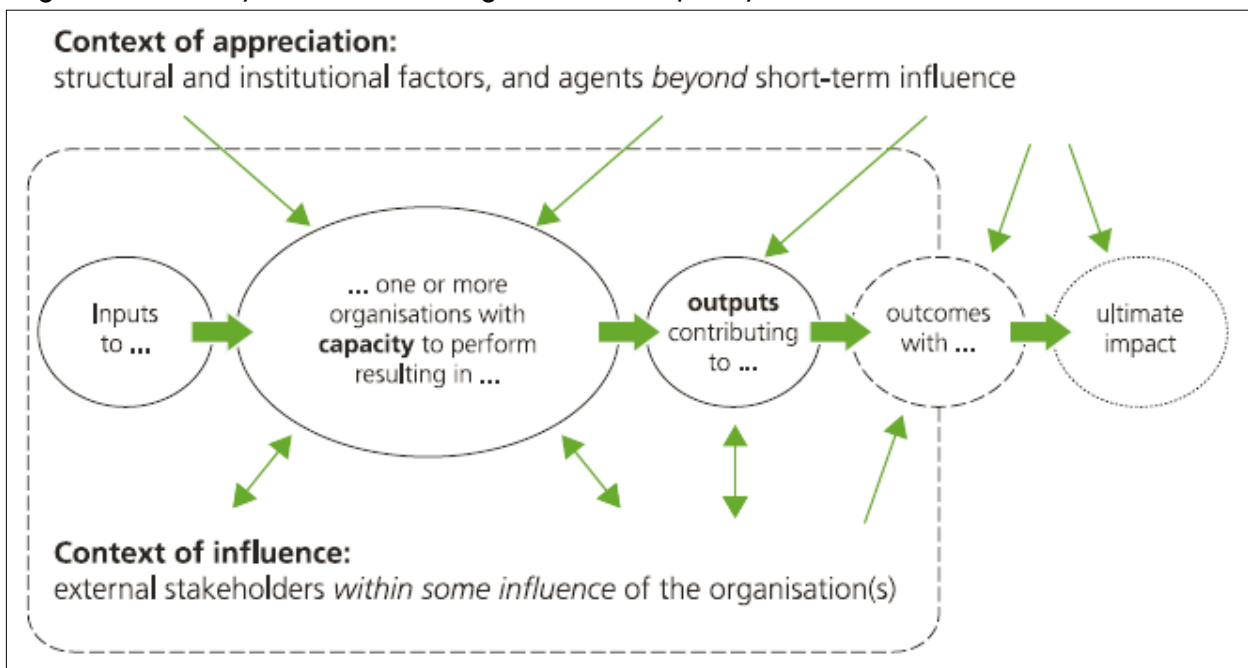 Context of appreciation:
structural and institutional factors, and agents beyond short-term influence
Inputs
to ...
... one or more
organisations with
capacity to perform
resulting in ...
outputs
contributing
to ...
outcomes
with ...
ultimate
impact
Context of influence:
external stakeholders within some influence of the organisation(s)